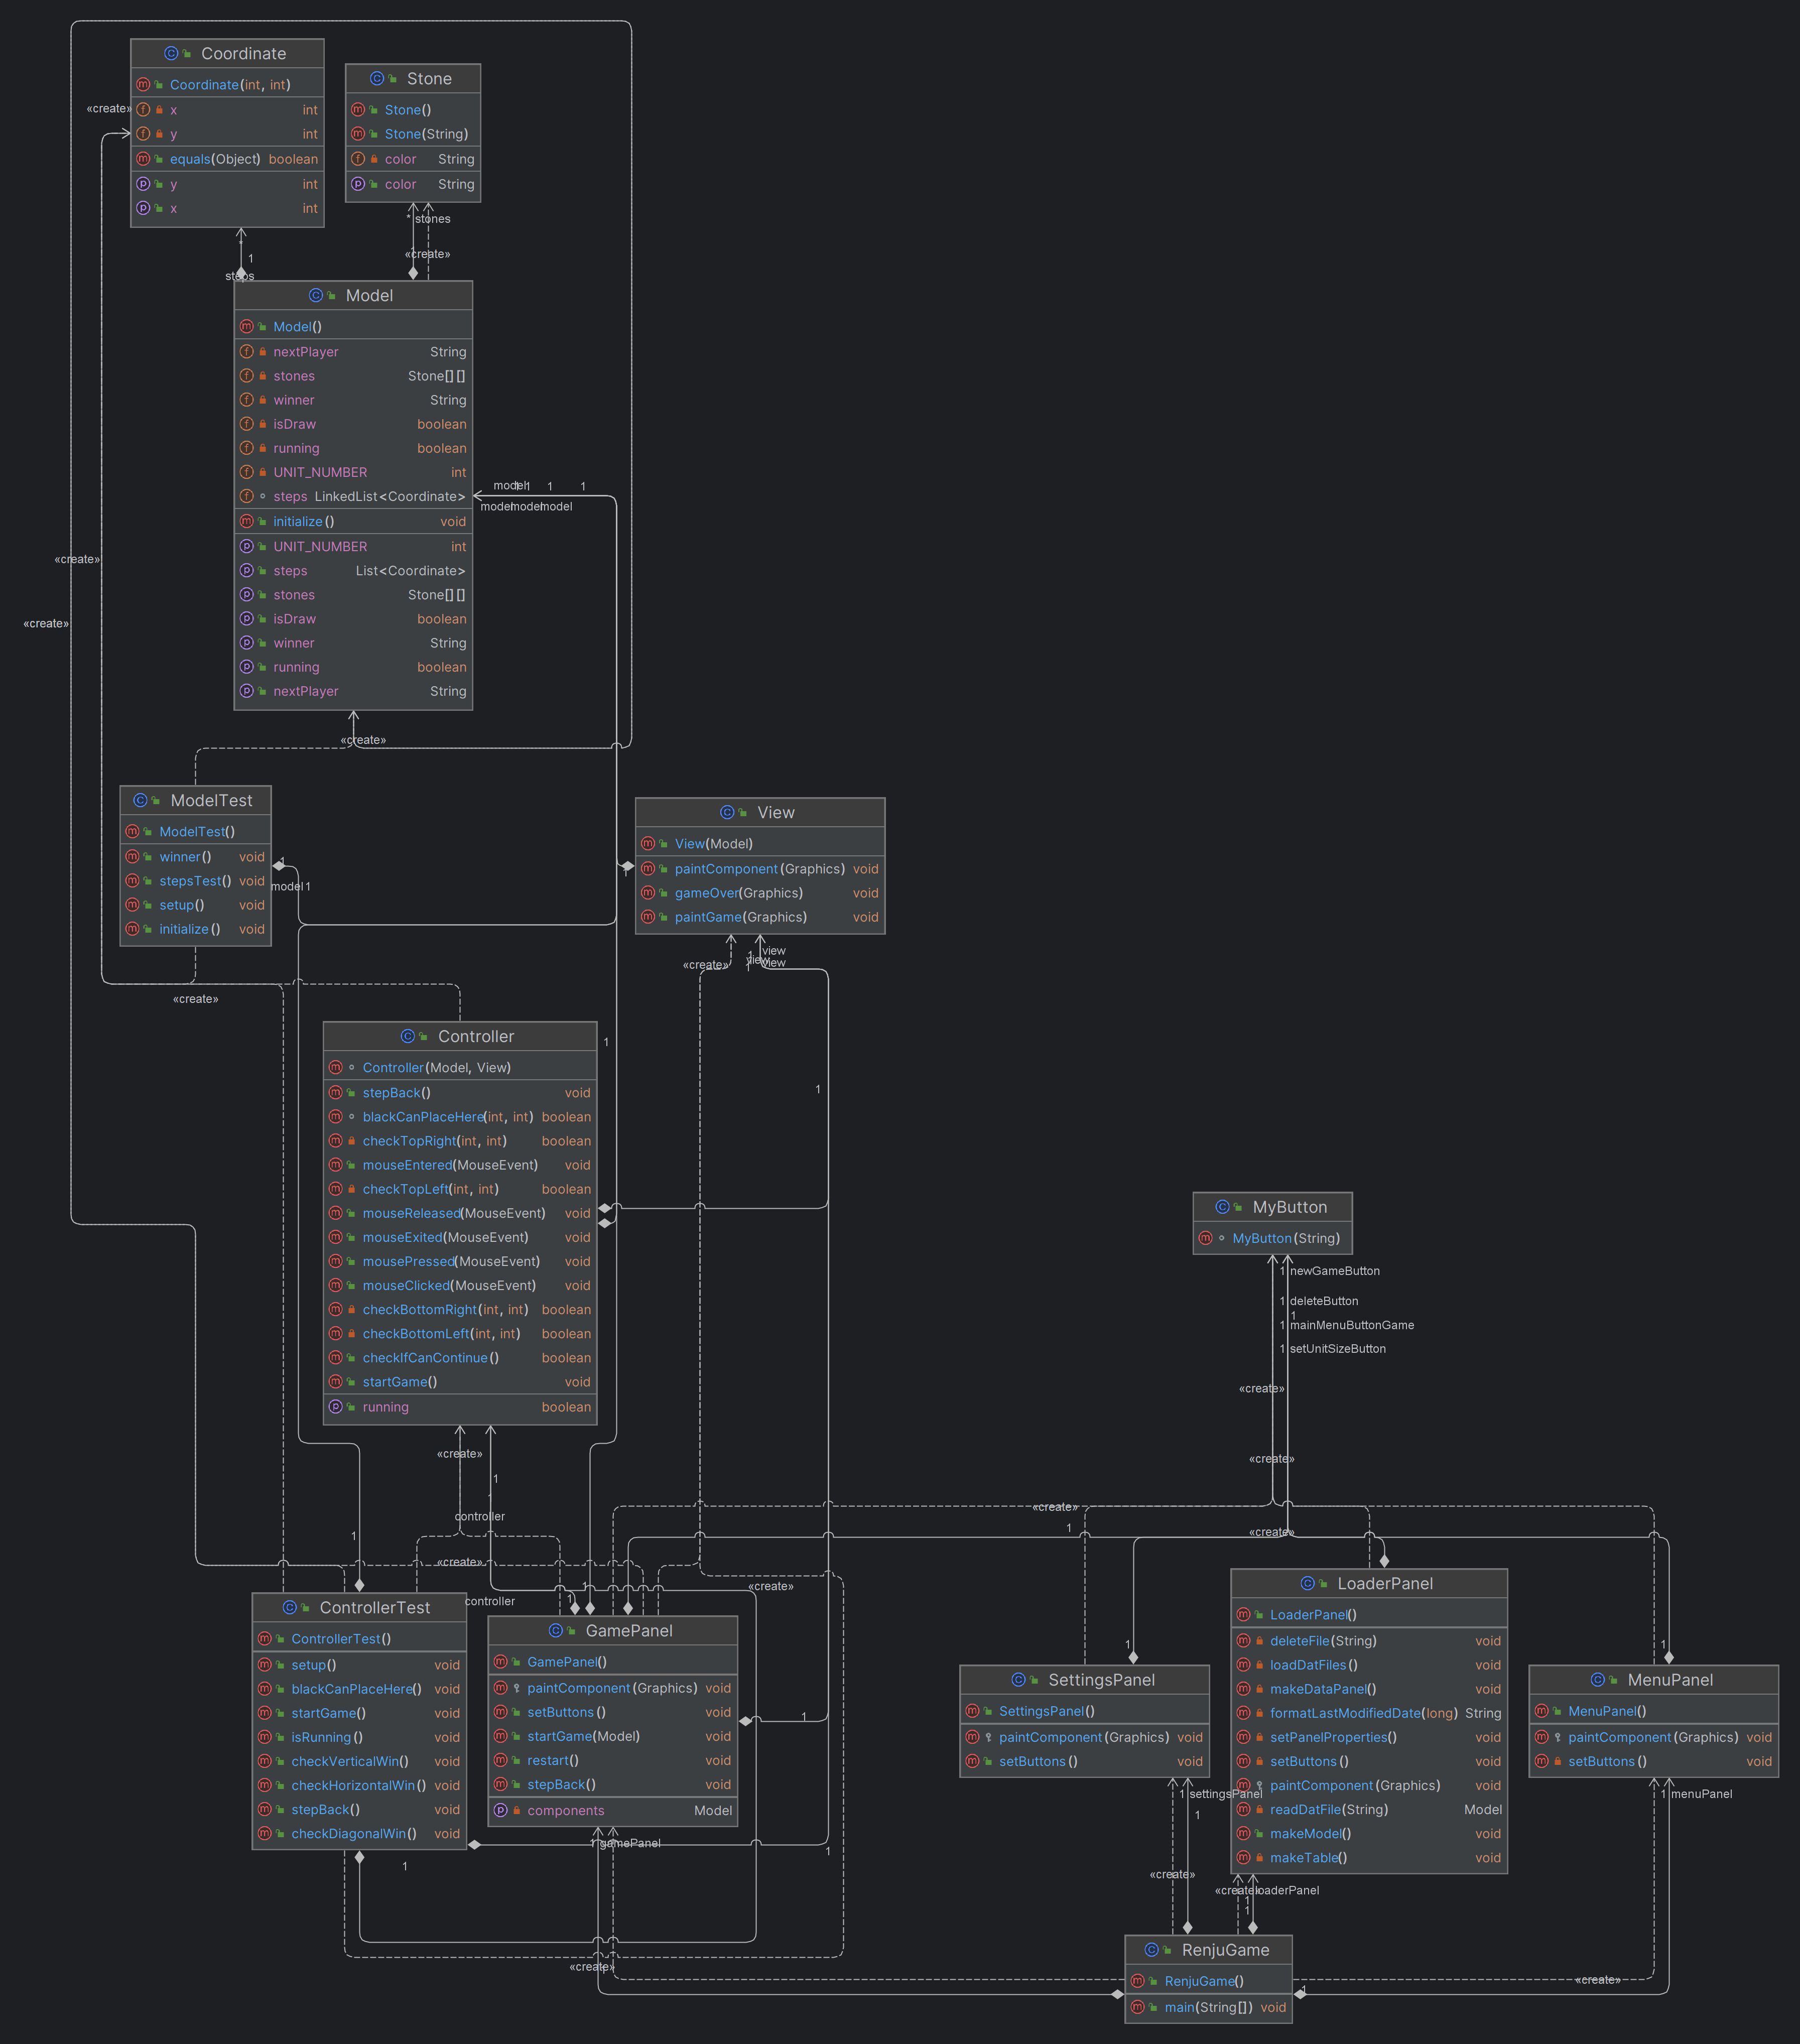 Coordinate
Coordinate(int, int)
x int
y int
equals(Object) boolean
y int
x int
«create»
Stone
Stone()
Stone(String)
color String
color String
* stones
1
«create»
*
1
steps
Model
Model()
nextPlayer String
stones Stone[][]
winner String
isDraw boolean
running boolean
UNIT_NUMBER int
steps LinkedList<Coordinate>
initialize() void
UNIT_NUMBER int
steps List<Coordinate>
stones Stone[][]
isDraw boolean
winner String
running boolean
nextPlayer String
model 1 1 1 1
model model model
«create»
«create»
«create»
ModelTest
ModelTest()
winner() void
stepsTest() void
setup() void
initialize() void
1
model 1
«create»
View
View(Model)
paintComponent(Graphics) void
gameOver(Graphics) void
paintGame(Graphics) void
1
«create»
1 view
view
1 view
Controller
Controller(Model, View)
stepBack() void
blackCanPlaceHere(int, int) boolean
checkTopRight(int, int) boolean
mouseEntered(MouseEvent) void
checkTopLeft(int, int) boolean
mouseReleased(MouseEvent) void
mouseExited(MouseEvent) void
mousePressed(MouseEvent) void
mouseClicked(MouseEvent) void
checkBottomRight(int, int) boolean
checkBottomLeft(int, int) boolean
checkIfCanContinue() boolean
startGame() void
running boolean
1
1
MyButton
MyButton(String)
1 newGameButton
1 deleteButton
1
1 mainMenuButtonGame
1 setUnitSizeButton
«create»
«create»
«create»
«create»
1
«create»
1
1
controller
1
«create»
1
«create»
controller
1
ControllerTest
ControllerTest()
setup() void
blackCanPlaceHere() void
startGame() void
isRunning() void
checkVerticalWin() void
checkHorizontalWin() void
stepBack() void
checkDiagonalWin() void
1
GamePanel
GamePanel()
paintComponent(Graphics) void
setButtons() void
startGame(Model) void
restart() void
stepBack() void
components Model
1
1 gamePanel
1
«create»
SettingsPanel
SettingsPanel()
paintComponent(Graphics) void
setButtons() void
1
1 settingsPanel
1
«create»
LoaderPanel
LoaderPanel()
deleteFile(String) void
loadDatFiles() void
makeDataPanel() void
formatLastModifiedDate(long) String
setPanelProperties() void
setButtons() void
paintComponent(Graphics) void
readDatFile(String) Model
makeModel() void
makeTable() void
«create» loaderPanel
1
1
MenuPanel
MenuPanel()
paintComponent(Graphics) void
setButtons() void
1
1 menuPanel
«create»
RenjuGame
RenjuGame()
main(String[]) void
1